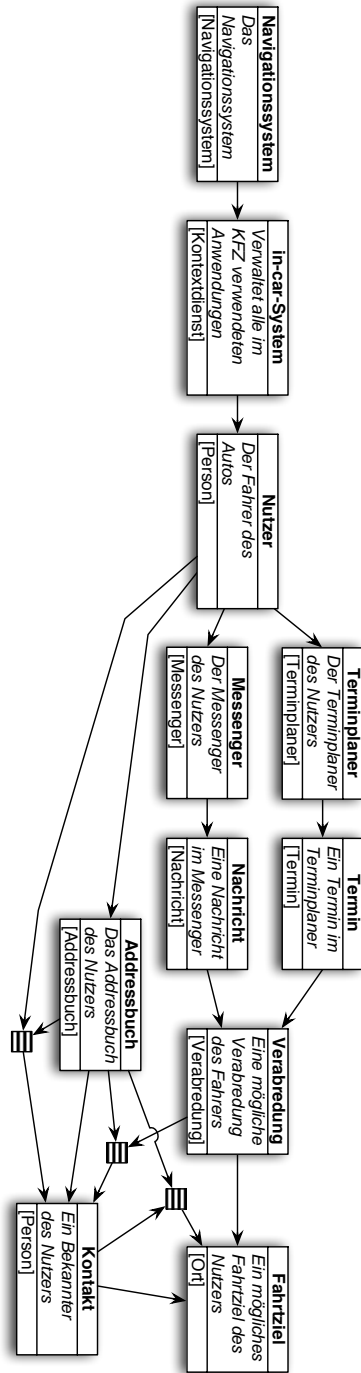 Navigationssystem
Das
Navigationssystem
[Navigationssystem]
in-car-System
Verwaltet alle im
KFZ verwendeten
Anwendungen
[Kontextdienst]
Nutzer
Der Fahrer des
Autos
[Person]
Terminplaner
Der Terminplaner
des Nutzers
[Terminplaner]
Messenger
Der Messenger
des Nutzers
[Messenger]
Termin
Ein Termin im
Terminplaner
[Termin]
Nachricht
Eine Nachricht
im Messenger
[Nachricht]
Addressbuch
Das Addressbuch
des Nutzers
[Addressbuch]
Verabredung
Eine mögliche
Verabredung
des Fahrers
[Verabredung]
Fahrtziel
Ein mögliches
Fahrtziel des
Nutzers
[Ort]
Kontakt
Ein Bekannter
des Nutzers
[Person]